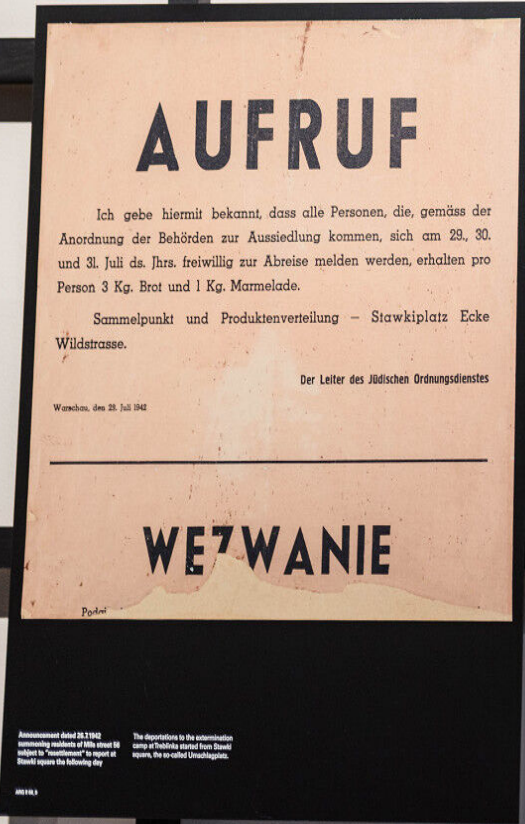 AUFRUF
Ich gebe hiermit bekannt, dass alle Personen, die, gemäss der
Anordnung der Behörden zur Aussiedlung kommen, sich am 29., 30.
und 31. Juli ds. Jhrs. freiwillig zur Abreise melden werden, erhalten pro
Person 3 Kg. Brot und 1 Kg. Marmelade.
Sammelpunkt und Produktenverteilung – Stawkiplatz Ecke
Wildstrasse.
Der Leiter des Jüdischen Ordnungsdienstes
Warschau, den 29. Juli 1942
WEZWANIE
Announcement dated 26.7.1942
summoning residents of Miła street 56
subject to "resettlement" to report at
Stawki square the following day
The deportations to the extermination
camp at Treblinka started from Stawki
square, the so-called Umschlagplatz.